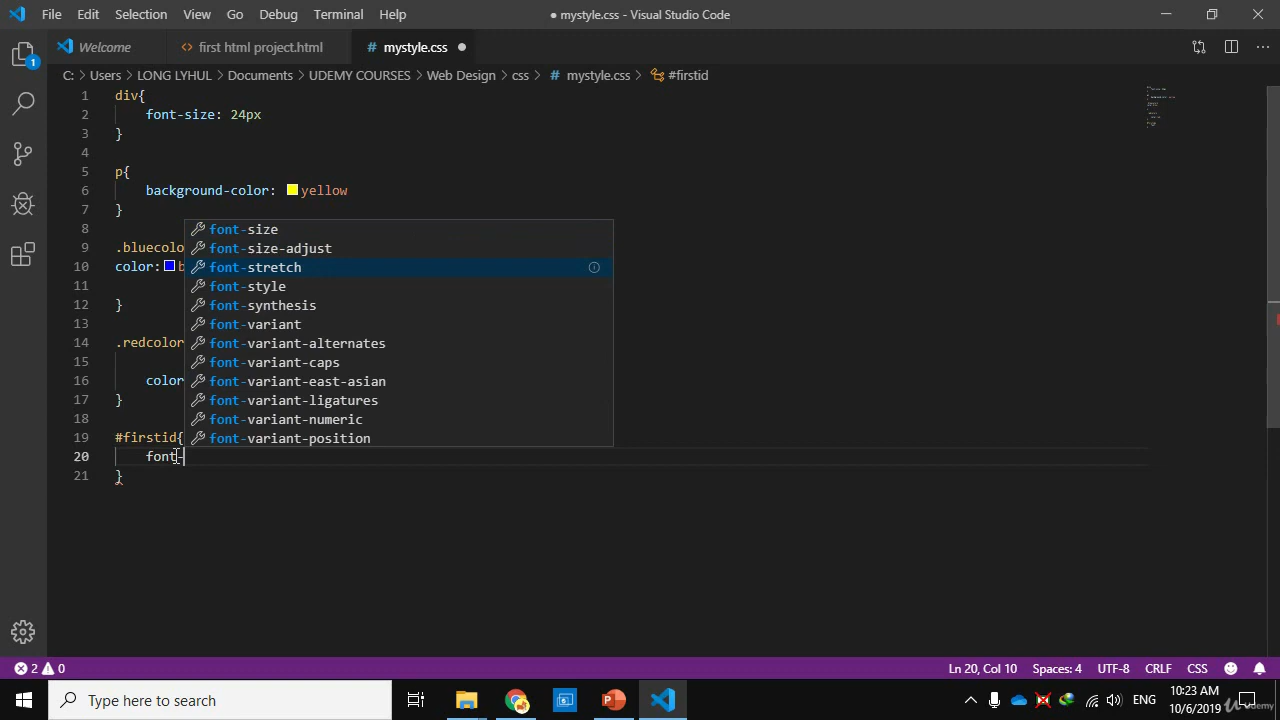 File Edit Selection View Go Debug Terminal Help
● mystyle.css - Visual Studio Code
Welcome
<> first html project.html
# mystyle.css ●
C: > Users > LONG LYHUL > Documents > UDEMY COURSES > Web Design > css > # mystyle.css > #firstid
1 div{
2 font-size: 24px
3 }
4
5 p{
6 background-color: yellow
7 }
8
9 .bluecolo
10 color: b
11
12 }
13
14 .redcolor
15
16 color
17 }
18
19 #firstid{
20 font-
21 }
font-size
font-size-adjust
font-stretch
font-style
font-synthesis
font-variant
font-variant-alternates
font-variant-caps
font-variant-east-asian
font-variant-ligatures
font-variant-numeric
font-variant-position
1
2 0
Ln 20, Col 10 Spaces: 4 UTF-8 CRLF CSS
Type here to search
ENG
10:23 AM
10/6/2019
Udemy